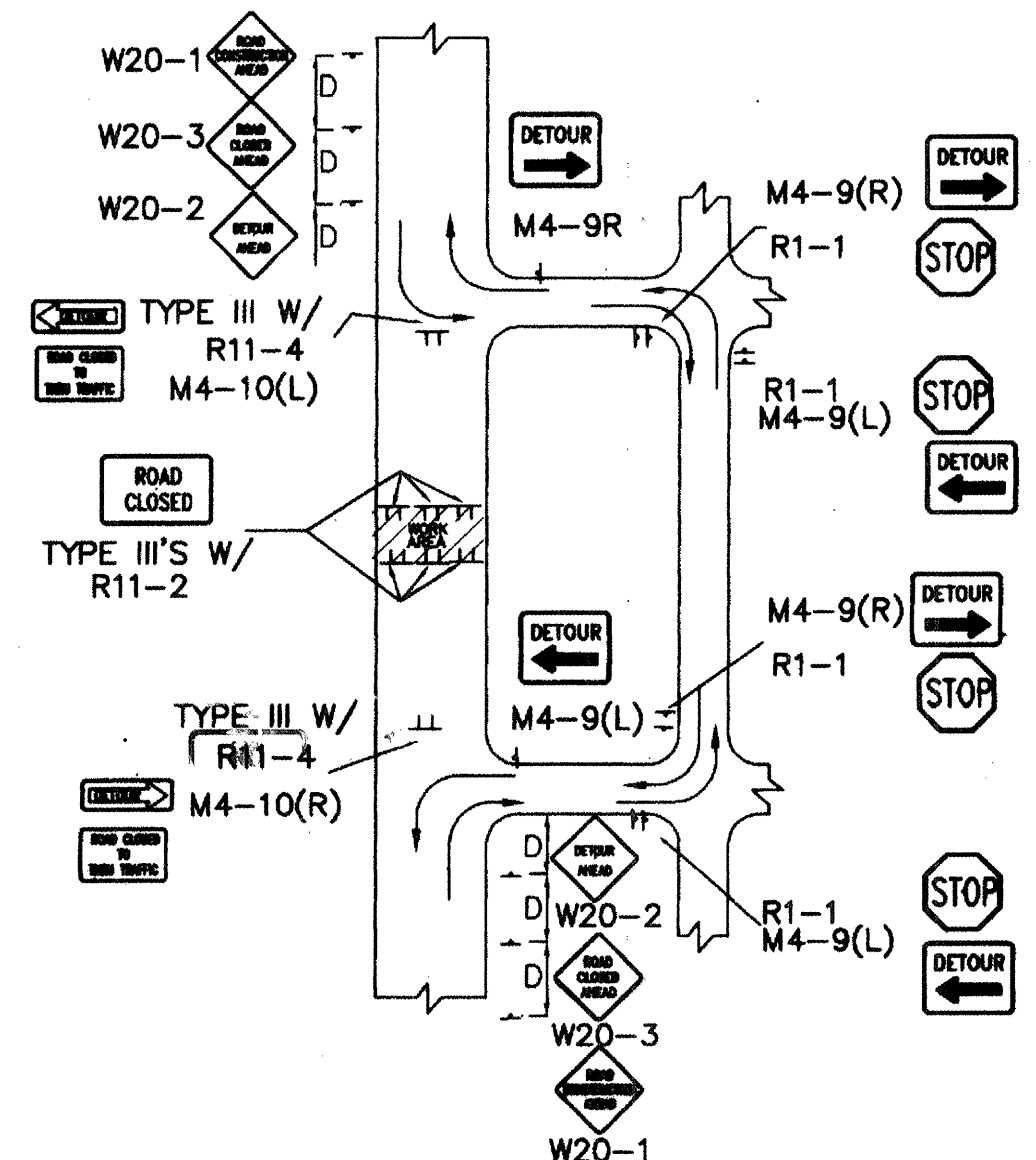 W20-1
ROAD
CONSTRUCTION
AHEAD
D
W20-3
ROAD
CLOSED
AHEAD
D
W20-2
DETOUR
AHEAD
D
DETOUR
M4-9R
M4-9(R)
DETOUR
R1-1
STOP
DETOUR
TYPE III W/
R11-4
M4-10(L)
ROAD CLOSED
TO
THRU TRAFFIC
R1-1
M4-9(L)
STOP
DETOUR
ROAD
CLOSED
TYPE III'S W/
R11-2
WORK
AREA
DETOUR
M4-9(L)
M4-9(R)
DETOUR
R1-1
STOP
TYPE III W/
R11-4
M4-10(R)
DETOUR
ROAD CLOSED
TO
THRU TRAFFIC
D
DETOUR
AHEAD
W20-2
D
ROAD
CLOSED
AHEAD
D
W20-3
ROAD
AHEAD
W20-1
R1-1
M4-9(L)
STOP
DETOUR